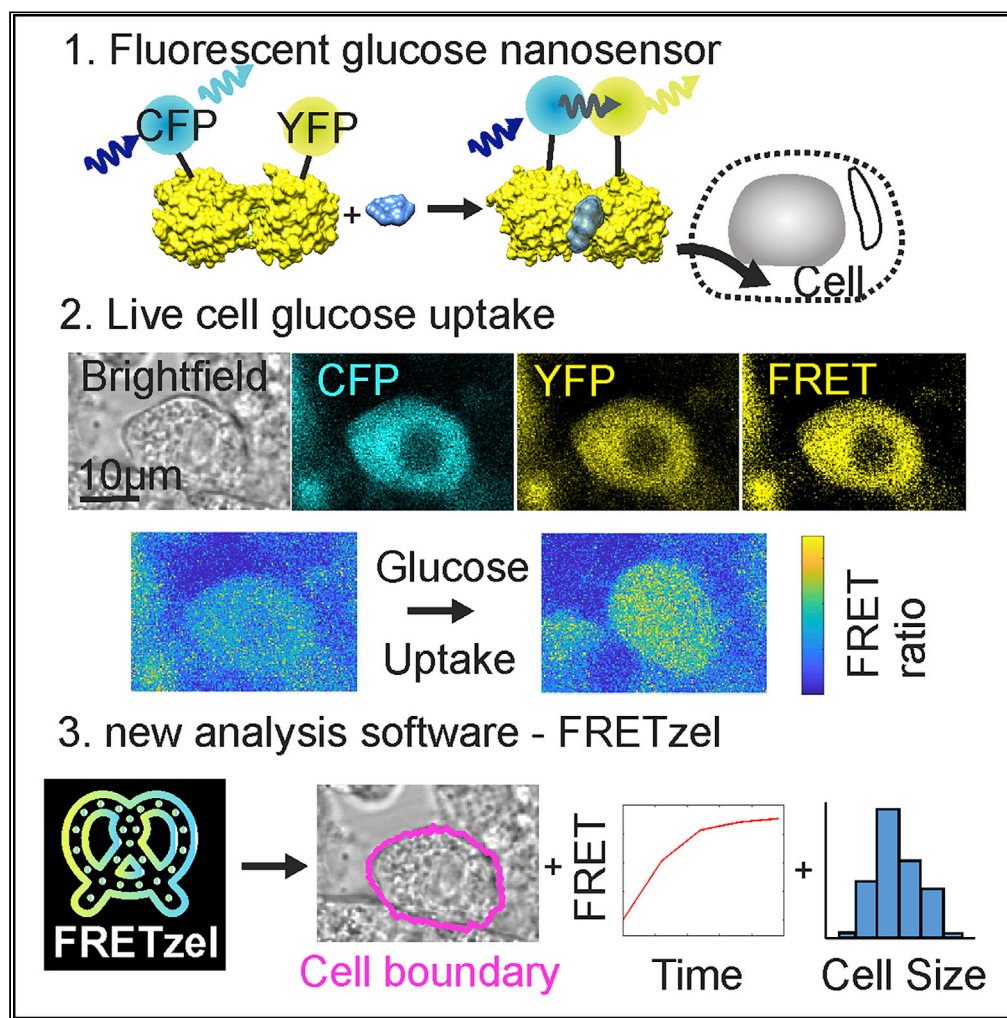 1. Fluorescent glucose nanosensor
CFP
YFP
+
Cell
2. Live cell glucose uptake
Brightfield
10µm
CFP
YFP
FRET
Glucose
Uptake
FRET
ratio
3. new analysis software - FRETzel
FRETzel
Cell boundary
+
FRET
Time
+
Cell Size